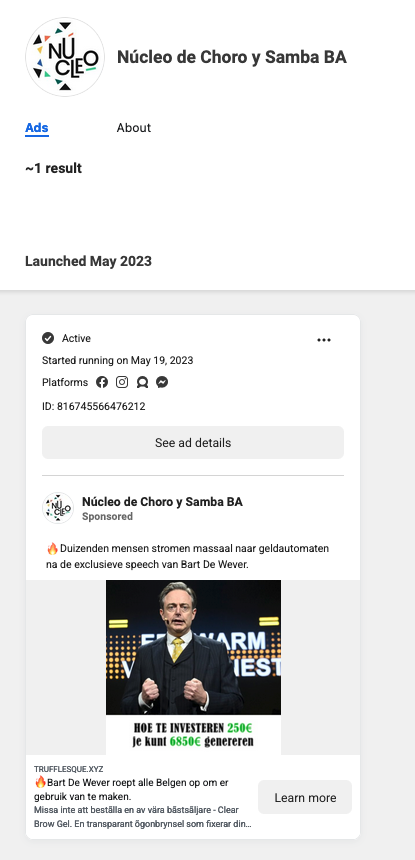 NÚ
CLEO
Núcleo de Choro y Samba BA
Ads
About
~1 result
Launched May 2023
Active
Started running on May 19, 2023
Platforms
ID: 816745566476212
See ad details
NÚ
CLEO
Núcleo de Choro y Samba BA
Sponsored
🔥Duizenden mensen stromen massaal naar geldautomaten
na de exclusieve speech van Bart De Wever.
WARM
HOE TE INVESTEREN 250€
je kunt 6850€ genereren
TRUFFLESQUE.XYZ
🔥Bart De Wever roept alle Belgen op om er
gebruik van te maken.
Missa inte att beställa en av våra bästsäljare - Clear
Brow Gel. En transparant ögonbrynsel som fixerar din...
Learn more